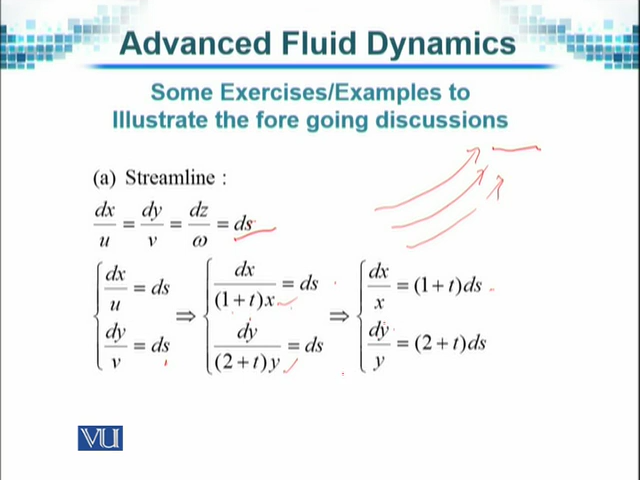 Advanced Fluid Dynamics
Some Exercises/Examples to
Illustrate the fore going discussions
(a) Streamline :
dx/u = dy/v = dz/ω = ds
{ dx/u = ds ⇒ { dx/(1+t)x = ds ⇒ { dx/x = (1+t)ds
{ dy/v = ds ⇒ { dy/(2+t)y = ds ⇒ { dy/y = (2+t)ds
VU